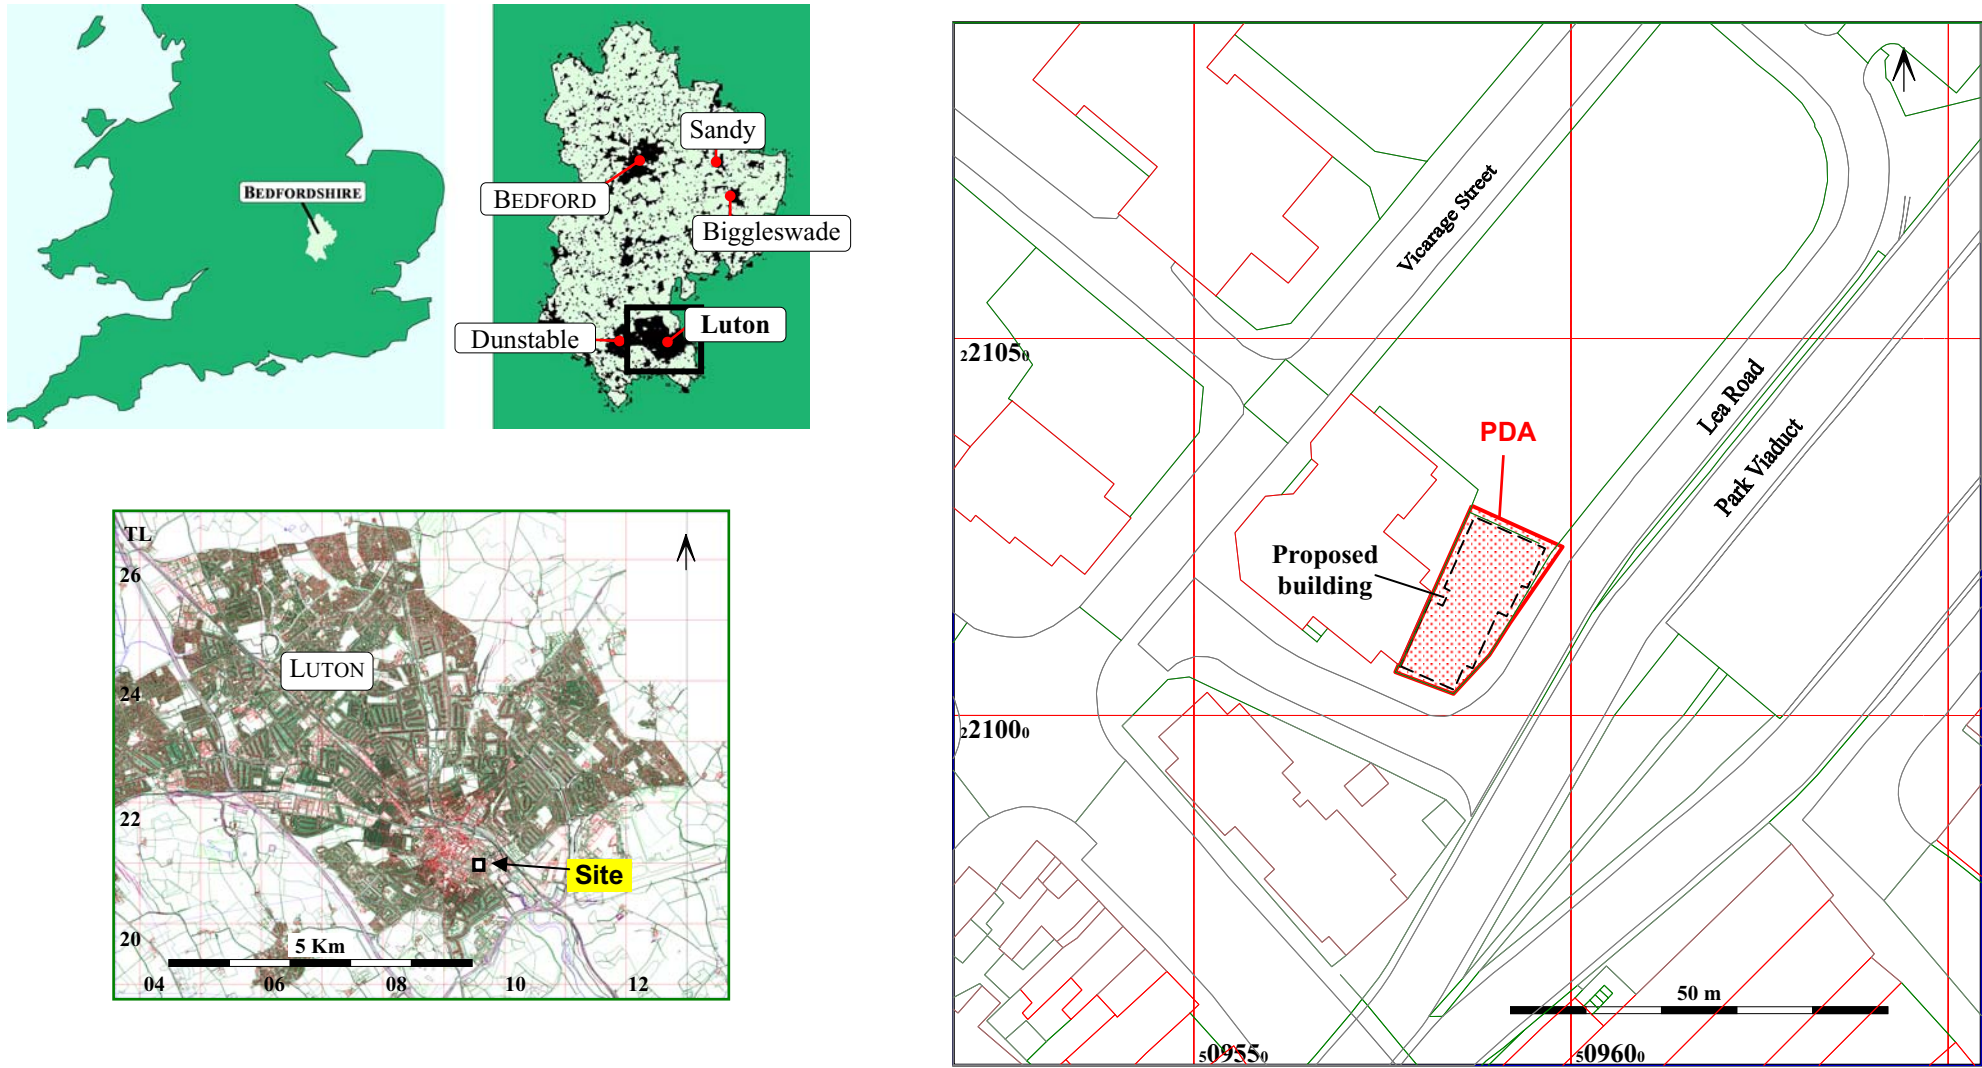 BEDFORDSHIRE
Sandy
BEDFORD
Biggleswade
Luton
Dunstable
TL
26
24
22
20
LUTON
Site
5 Km
04
06
08
10
12
Vicarage Street
Lea Road
Park Viaduct
PDA
Proposed
building
221050
221000
50 m
509550
509600